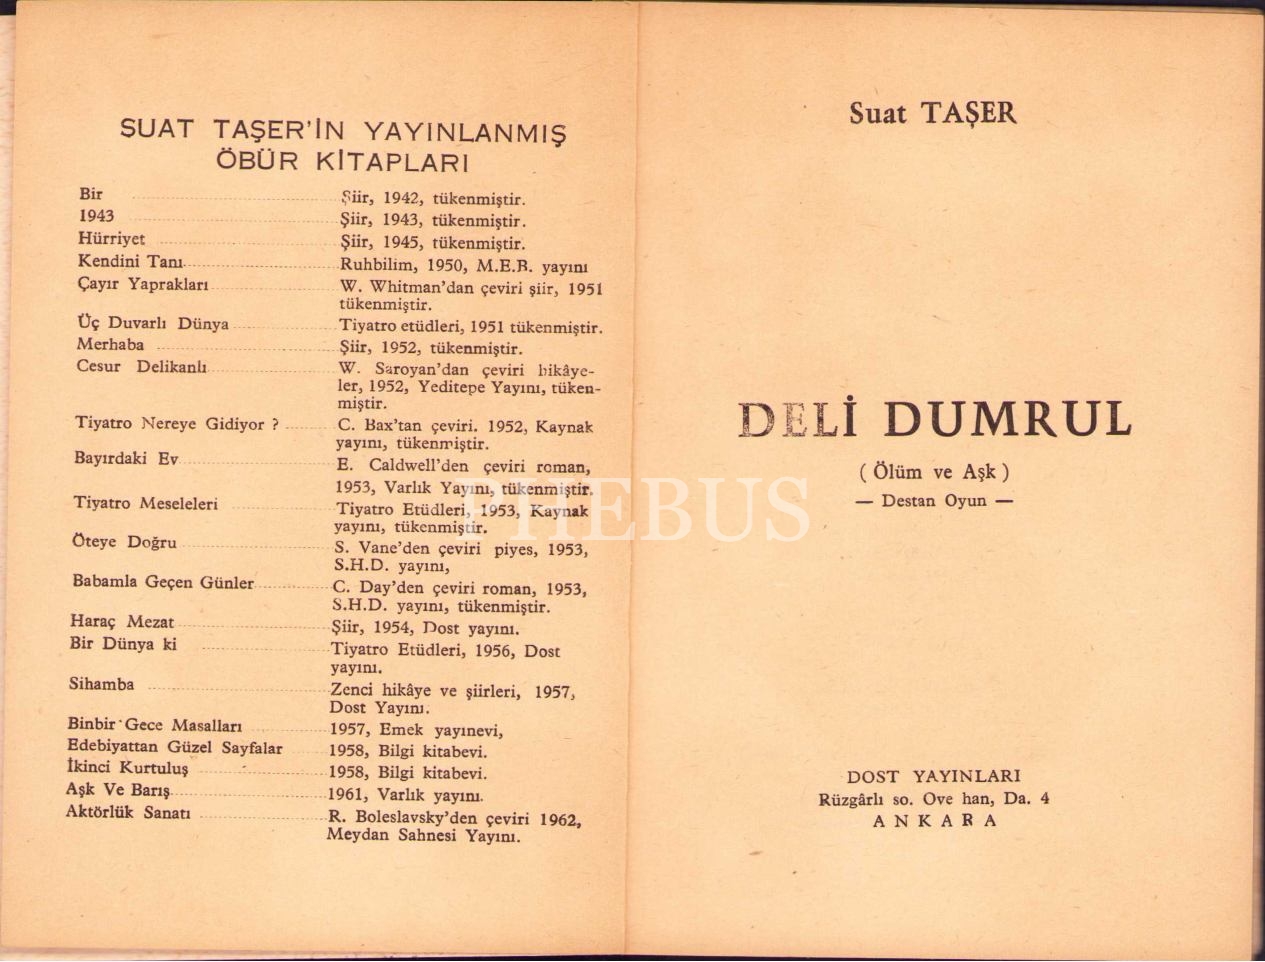 SUAT TAŞER'İN YAYINLANMIŞ
ÖBÜR KİTAPLARI
Bir Şiir, 1942, tükenmiştir.
1943 Şiir, 1943, tükenmiştir.
Hürriyet Şiir, 1945, tükenmiştir.
Kendini Tanı Ruhbilim, 1950, M.E.B. yayını
Çayır Yaprakları W. Whitman'dan çeviri şiir, 1951
tükenmiştir.
Üç Duvarlı Dünya Tiyatro etüdleri, 1951 tükenmiştir.
Merhaba Şiir, 1952, tükenmiştir.
Cesur Delikanlı W. Saroyan'dan çeviri hikâye-
ler, 1952, Yeditepe Yayını, tüken-
miştir.
Tiyatro Nereye Gidiyor ? C. Bax'tan çeviri. 1952, Kaynak
yayını, tükenmiştir.
Bayırdaki Ev E. Caldwell'den çeviri roman,
1953, Varlık Yayını, tükenmiştir.
Tiyatro Meseleleri Tiyatro Etüdleri, 1953, Kaynak
yayını, tükenmiştir.
Öteye Doğru S. Vane'den çeviri piyes, 1953,
S.H.D. yayını,
Babamla Geçen Günler C. Day'den çeviri roman, 1953,
S.H.D. yayını, tükenmiştir.
Haraç Mezat Şiir, 1954, Dost yayını.
Bir Dünya ki Tiyatro Etüdleri, 1956, Dost
yayını.
Sihamba Zenci hikâye ve şiirleri, 1957,
Dost Yayını.
Binbir Gece Masalları 1957, Emek yayınevi,
Edebiyattan Güzel Sayfalar 1958, Bilgi kitabevi.
İkinci Kurtuluş 1958, Bilgi kitabevi.
Aşk Ve Barış 1961, Varlık yayını.
Aktörlük Sanatı R. Boleslavsky'den çeviri 1962,
Meydan Sahnesi Yayını.
Suat TAŞER
DELİ DUMRUL
( Ölüm ve Aşk )
— Destan Oyun —
DOST YAYINLARI
Rüzgârlı so. Ove han, Da. 4
ANKARA
PHEBUS